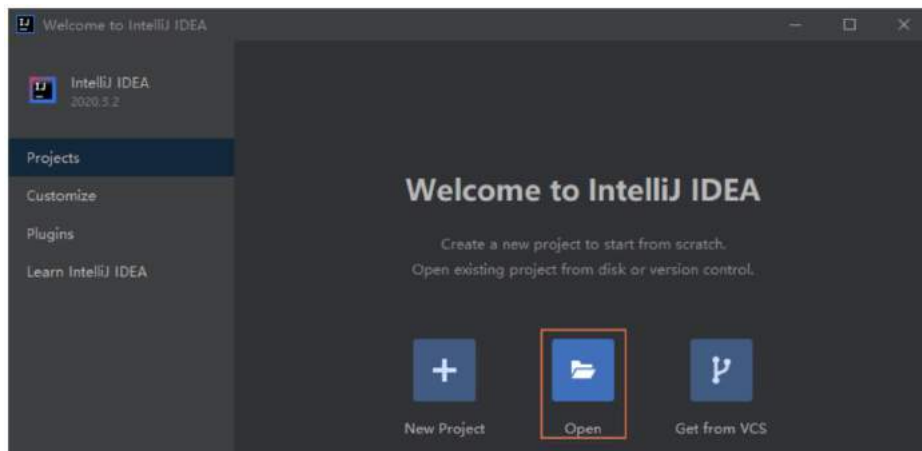 Welcome to IntelliJ IDEA
IntelliJ IDEA
2020.3.2
Projects
Customize
Plugins
Learn IntelliJ IDEA
Welcome to IntelliJ IDEA
Create a new project to start from scratch.
Open existing project from disk or version control.
New Project
Open
Get from VCS